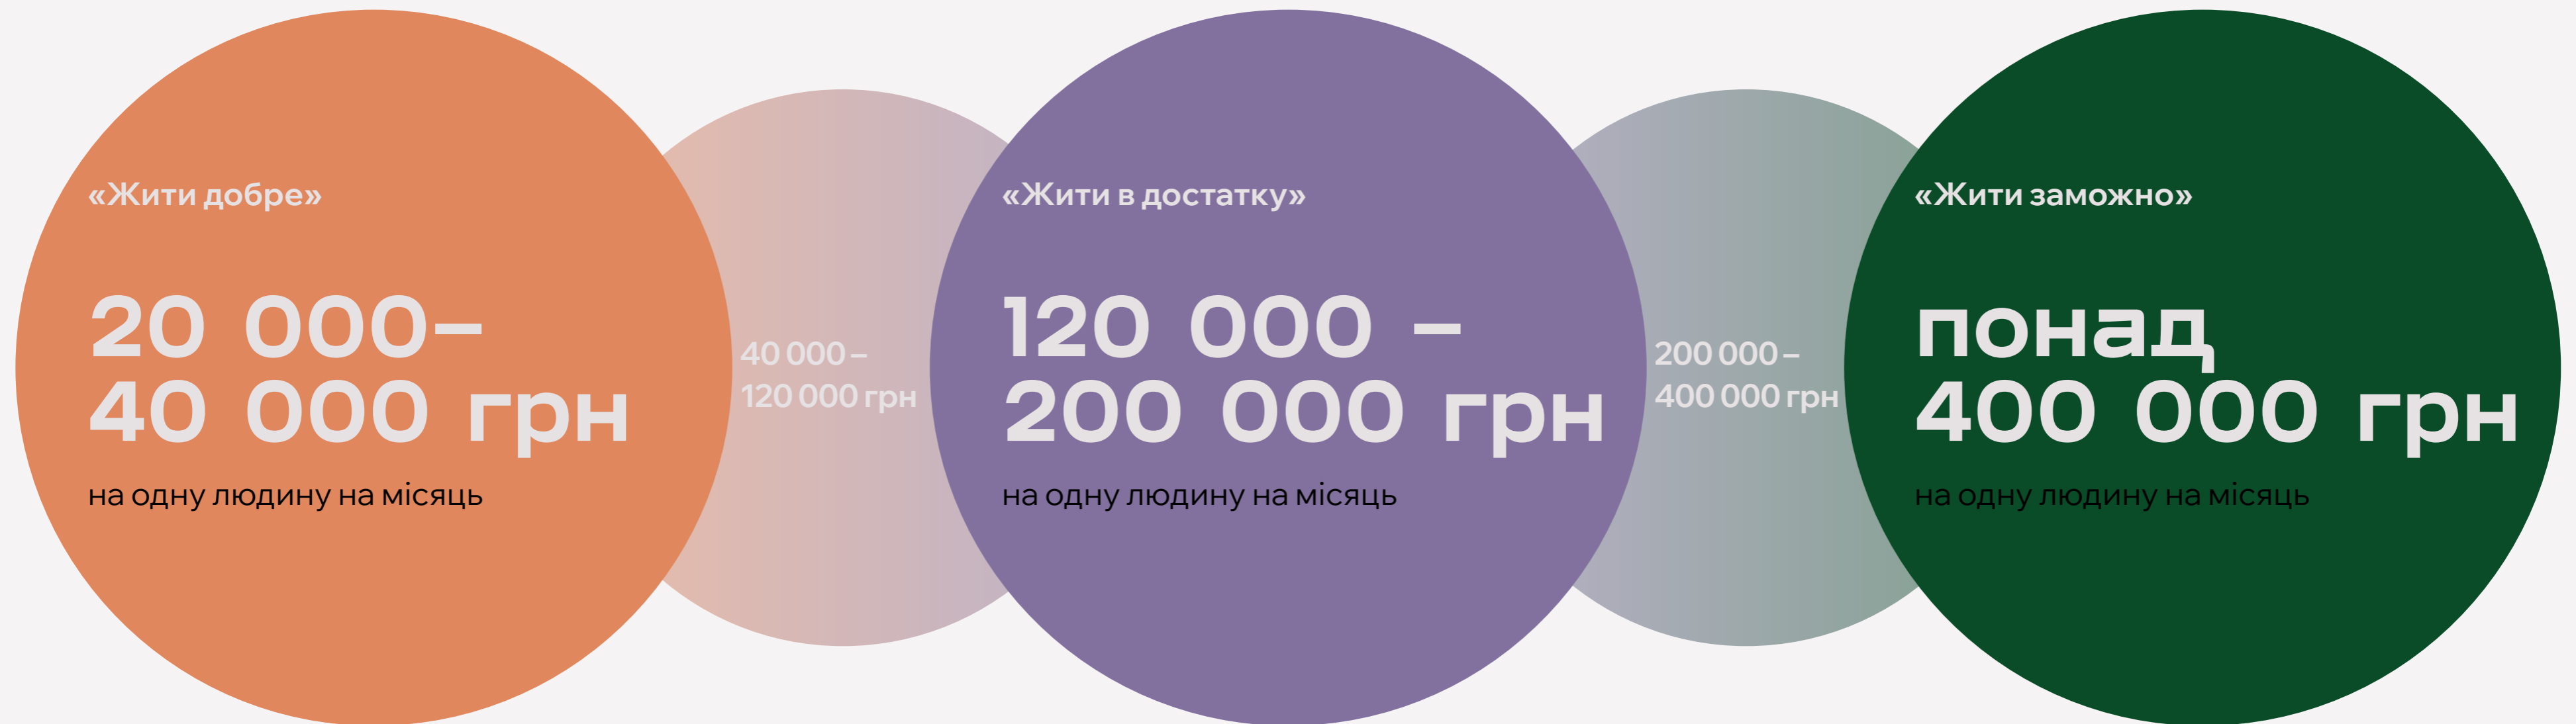 «Жити добре»
20 000–
40 000 грн
на одну людину на місяць
40 000 –
120 000 грн
«Жити в достатку»
120 000 –
200 000 грн
на одну людину на місяць
200 000 –
400 000 грн
«Жити заможно»
понад
400 000 грн
на одну людину на місяць